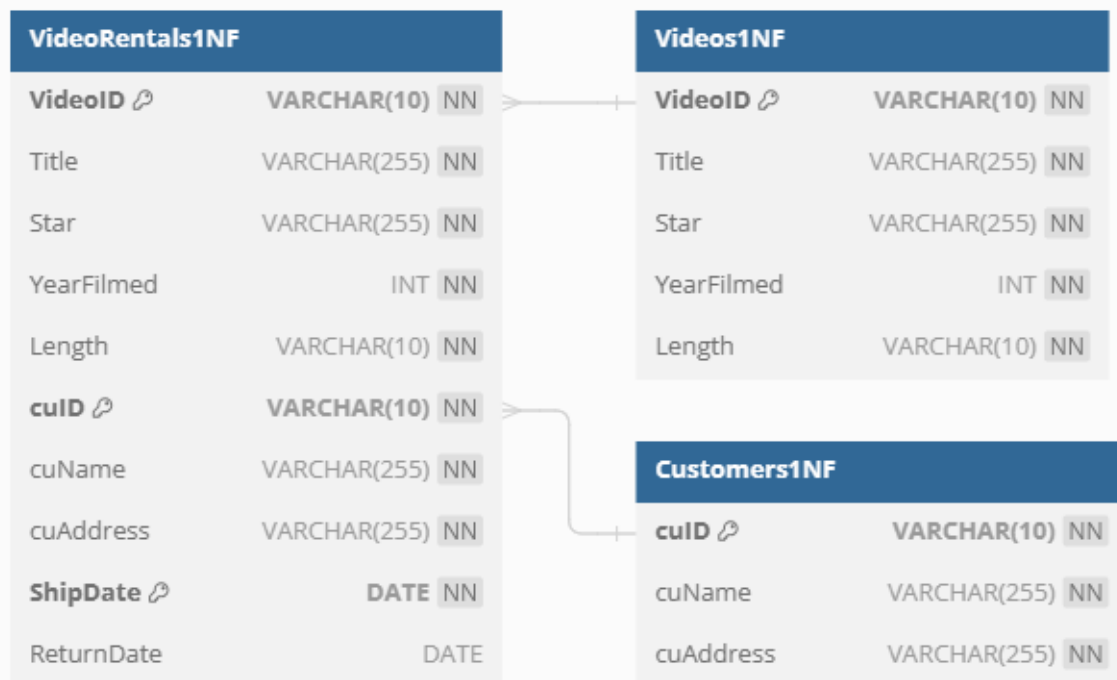 VideoRentals1NF
VideoID VARCHAR(10) NN
Title VARCHAR(255) NN
Star VARCHAR(255) NN
YearFilmed INT NN
Length VARCHAR(10) NN
cuID VARCHAR(10) NN
cuName VARCHAR(255) NN
cuAddress VARCHAR(255) NN
ShipDate DATE NN
ReturnDate DATE
Videos1NF
VideoID VARCHAR(10) NN
Title VARCHAR(255) NN
Star VARCHAR(255) NN
YearFilmed INT NN
Length VARCHAR(10) NN
Customers1NF
cuID VARCHAR(10) NN
cuName VARCHAR(255) NN
cuAddress VARCHAR(255) NN